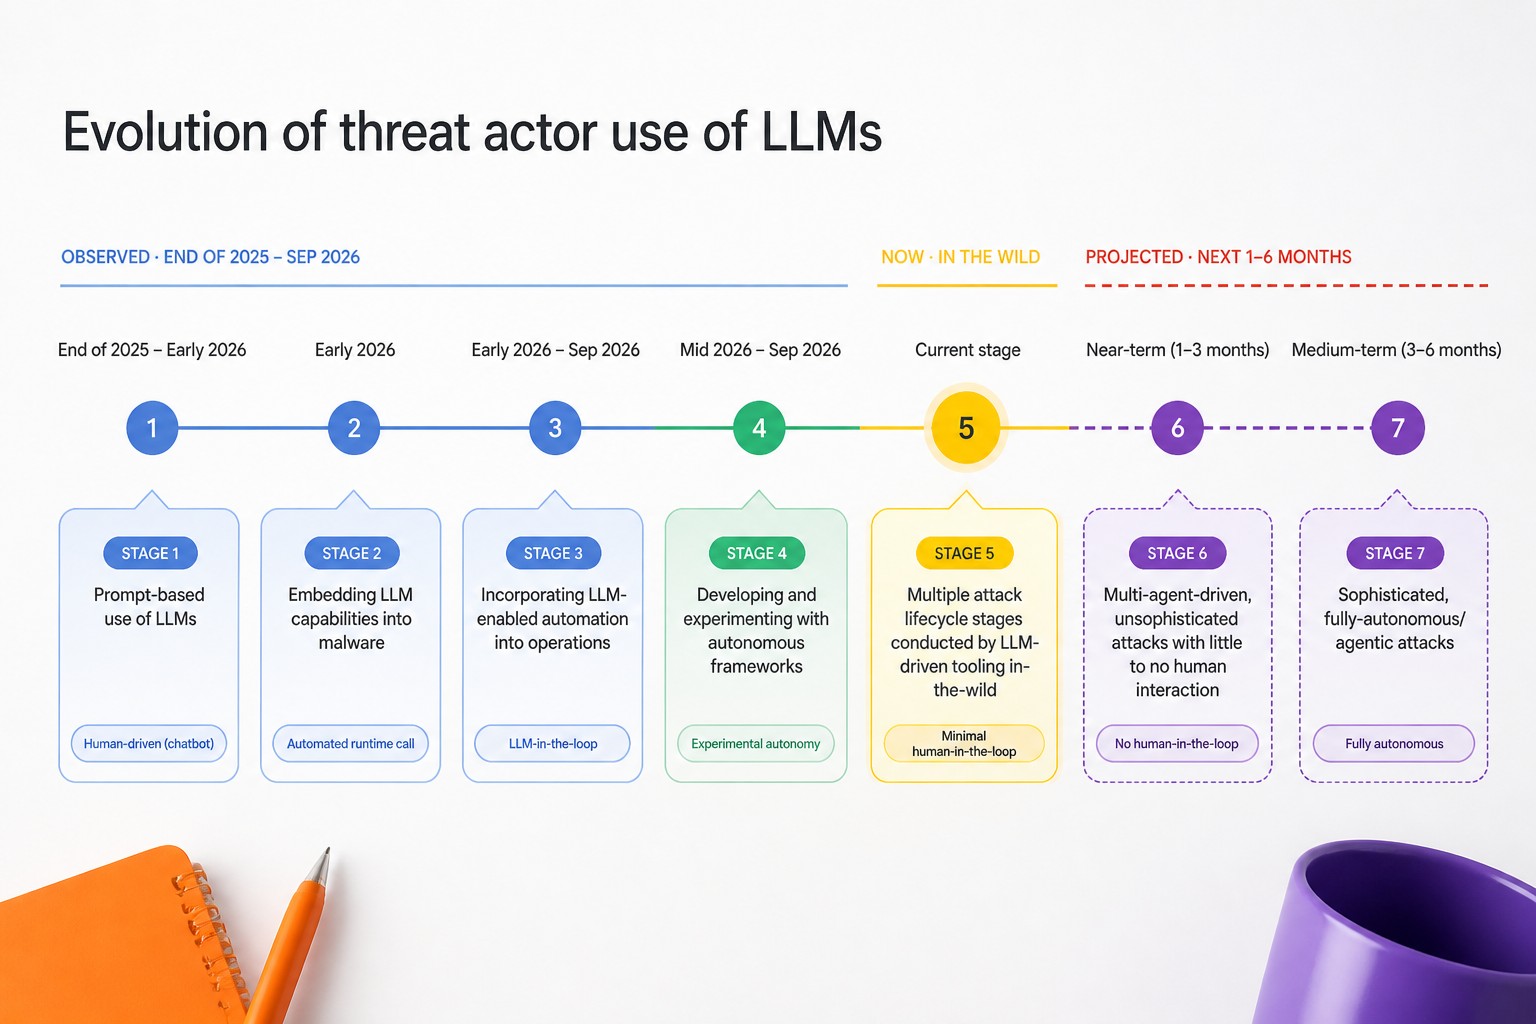 Evolution of threat actor use of LLMs
OBSERVED · END OF 2025 – SEP 2026
NOW · IN THE WILD
PROJECTED · NEXT 1–6 MONTHS
End of 2025 – Early 2026
Early 2026
Early 2026 – Sep 2026
Mid 2026 – Sep 2026
Current stage
Near-term (1–3 months)
Medium-term (3–6 months)
1
2
3
4
5
6
7
STAGE 1
Prompt-based
use of LLMs
Human-driven (chatbot)
STAGE 2
Embedding LLM
capabilities into
malware
Automated runtime call
STAGE 3
Incorporating LLM-
enabled automation
into operations
LLM-in-the-loop
STAGE 4
Developing and
experimenting with
autonomous
frameworks
Experimental autonomy
STAGE 5
Multiple attack
lifecycle stages
conducted by LLM-
driven tooling in-
the-wild
Minimal
human-in-the-loop
STAGE 6
Multi-agent-driven,
unsophisticated
attacks with little
to no human
interaction
No human-in-the-loop
STAGE 7
Sophisticated,
fully-autonomous/
agentic attacks
Fully autonomous